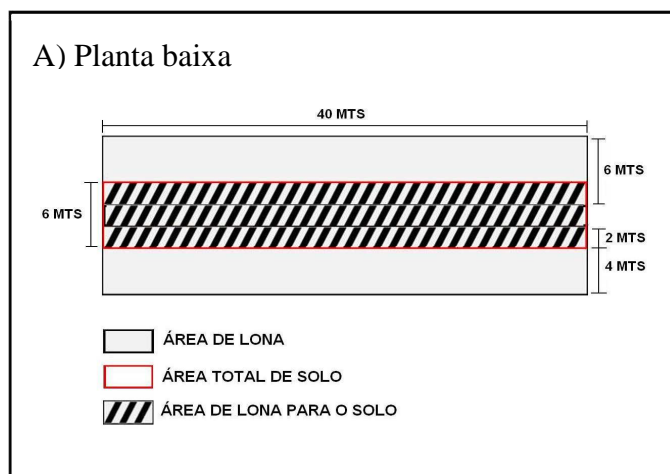 A) Planta baixa
40 MTS
6 MTS
6 MTS
2 MTS
4 MTS
ÁREA DE LONA
ÁREA TOTAL DE SOLO
ÁREA DE LONA PARA O SOLO